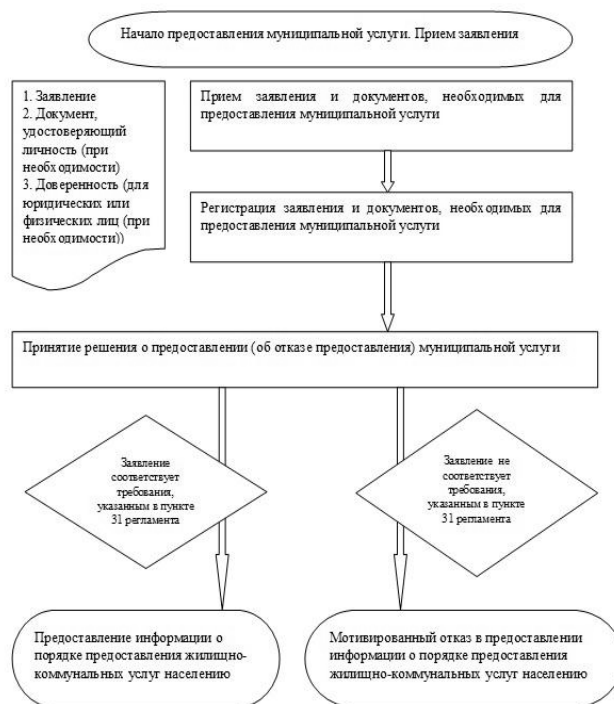 Начало предоставления муниципальной услуги. Прием заявления
1. Заявление
2. Документ,
удостоверяющий
личность (при
необходимости)
3. Доверенность (для
юридических или
физических лиц (при
необходимости))
Прием заявления и документов, необходимых для
предоставления муниципальной услуги
Регистрация заявления и документов, необходимых для
предоставления муниципальной услуги
Принятие решения о предоставлении (об отказе предоставления) муниципальной услуги
Заявление
соответствует
требования,
указанным в пункте
31 регламента
Заявление не
соответствует
требования,
указанным в пункте
31 регламента
Предоставление информации о
порядке предоставления жилищно-
коммунальных услуг населению
Мотивированный отказ в предоставлении
информации о порядке предоставления
жилищно-коммунальных услуг населению